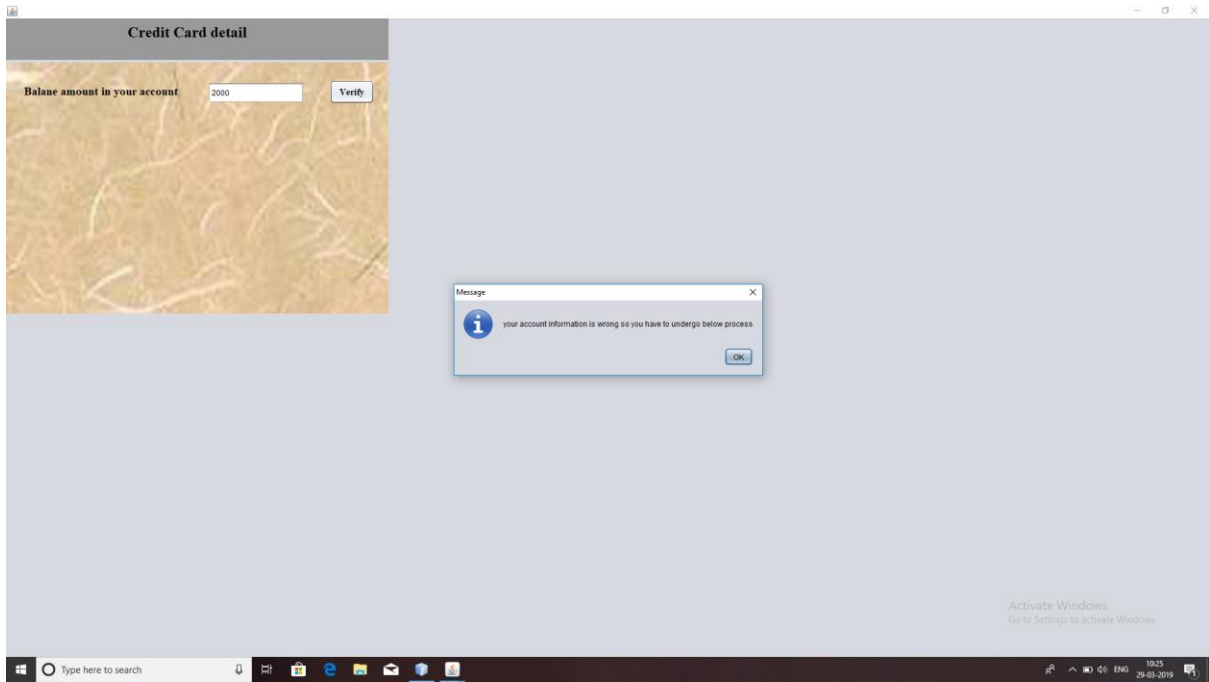 Credit Card detail
Balane amount in your account 2000 Verify
Message
your account information is wrong so you have to undergo below process
OK
Activate Windows
Go to Settings to activate Windows.
Type here to search
ENG 10:25
29-03-2019